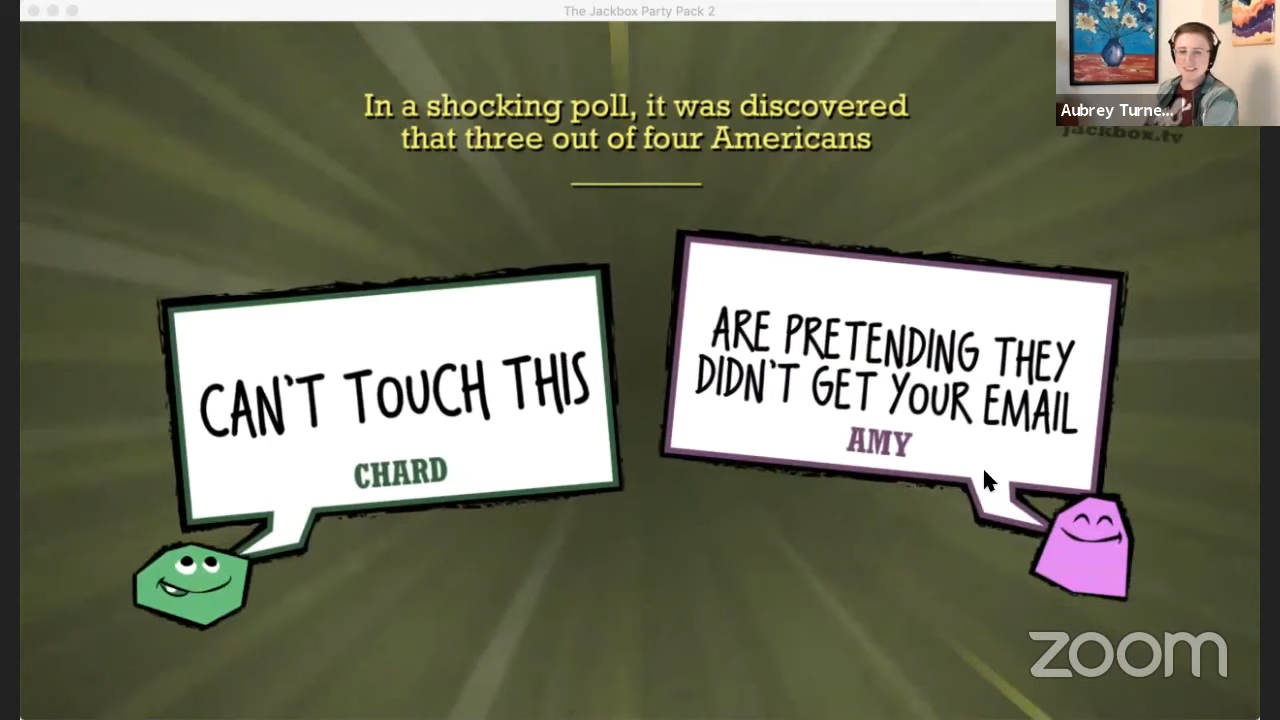 The Jackbox Party Pack 2
In a shocking poll, it was discovered
that three out of four Americans
Aubrey Turne...
jackbox.tv
CAN'T TOUCH THIS
CHARD
ARE PRETENDING THEY
DIDN'T GET YOUR EMAIL
AMY
zoom